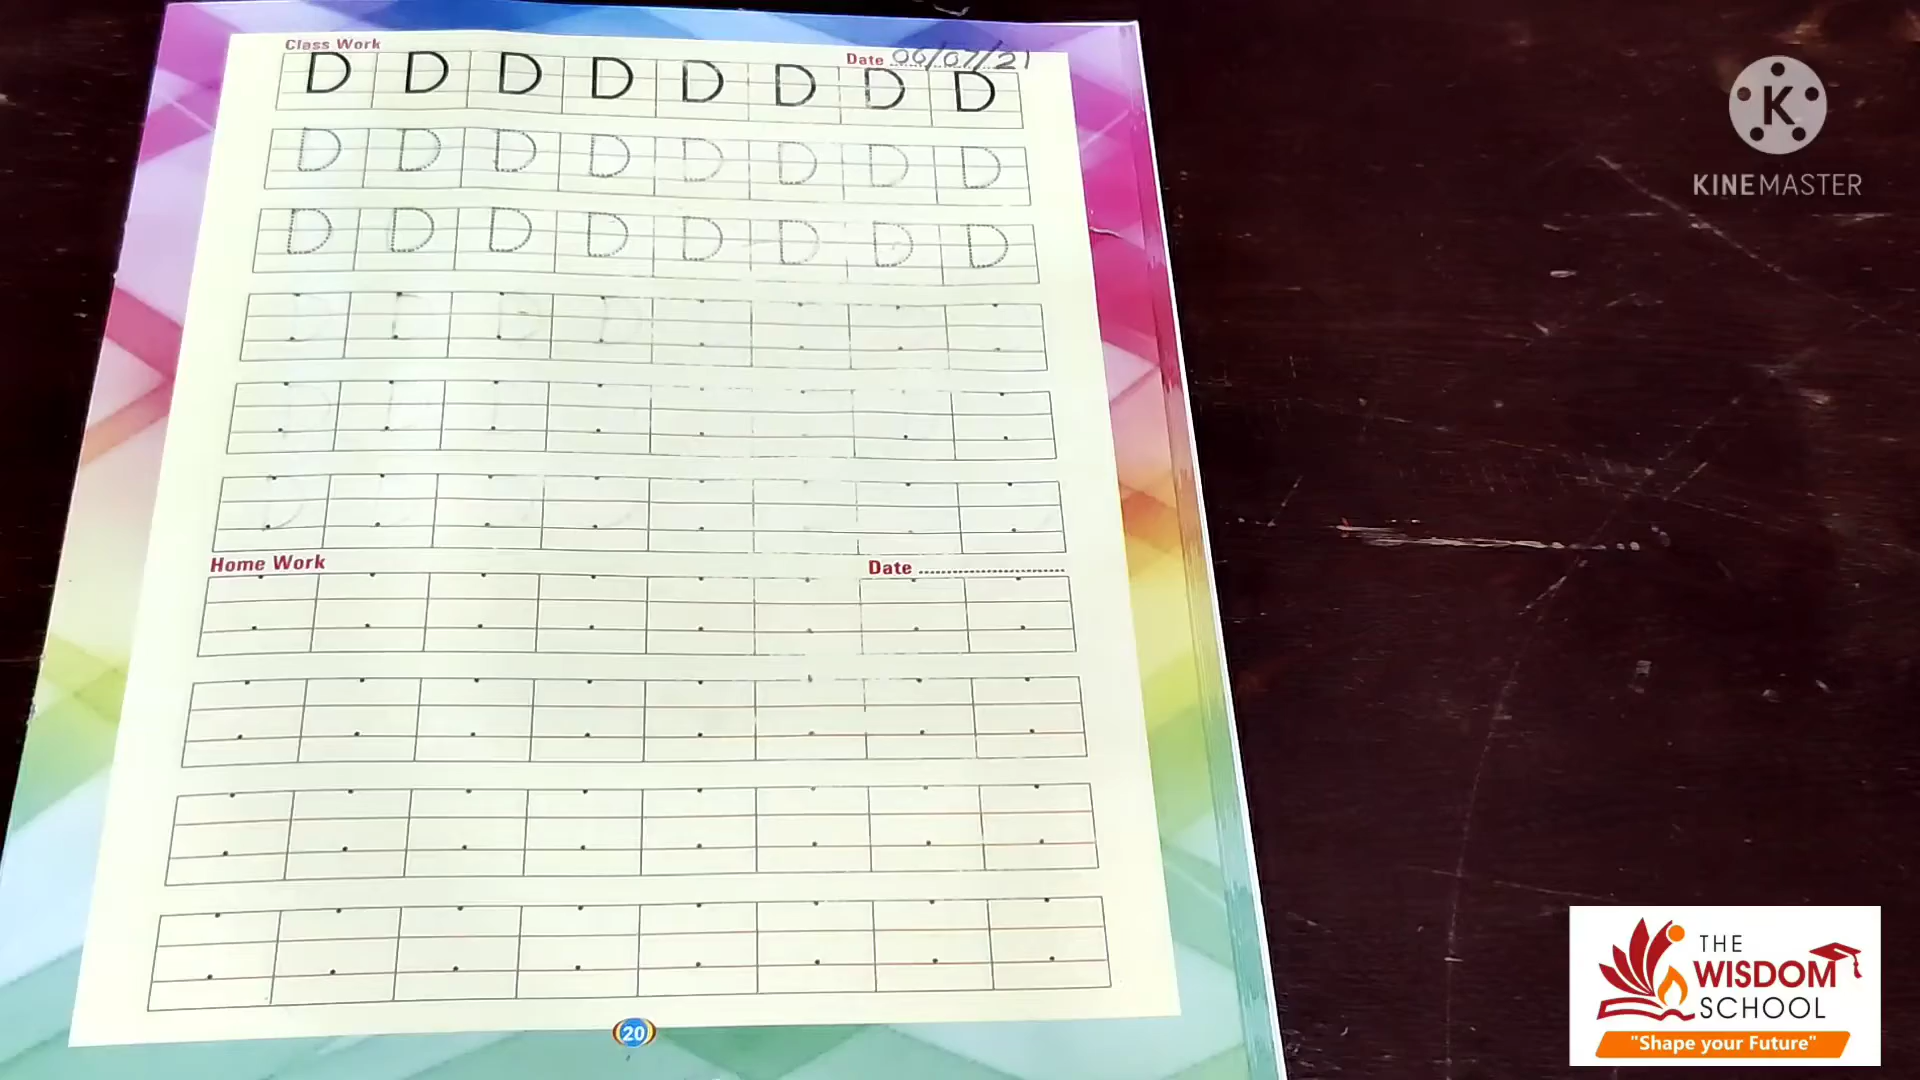 Class Work
Date 06/07/21
D D D D D D D D
D D D D D D D D
D D D D D D D D
Home Work
Date
20
K
KINEMASTER
THE
WISDOM
SCHOOL
"Shape your Future"